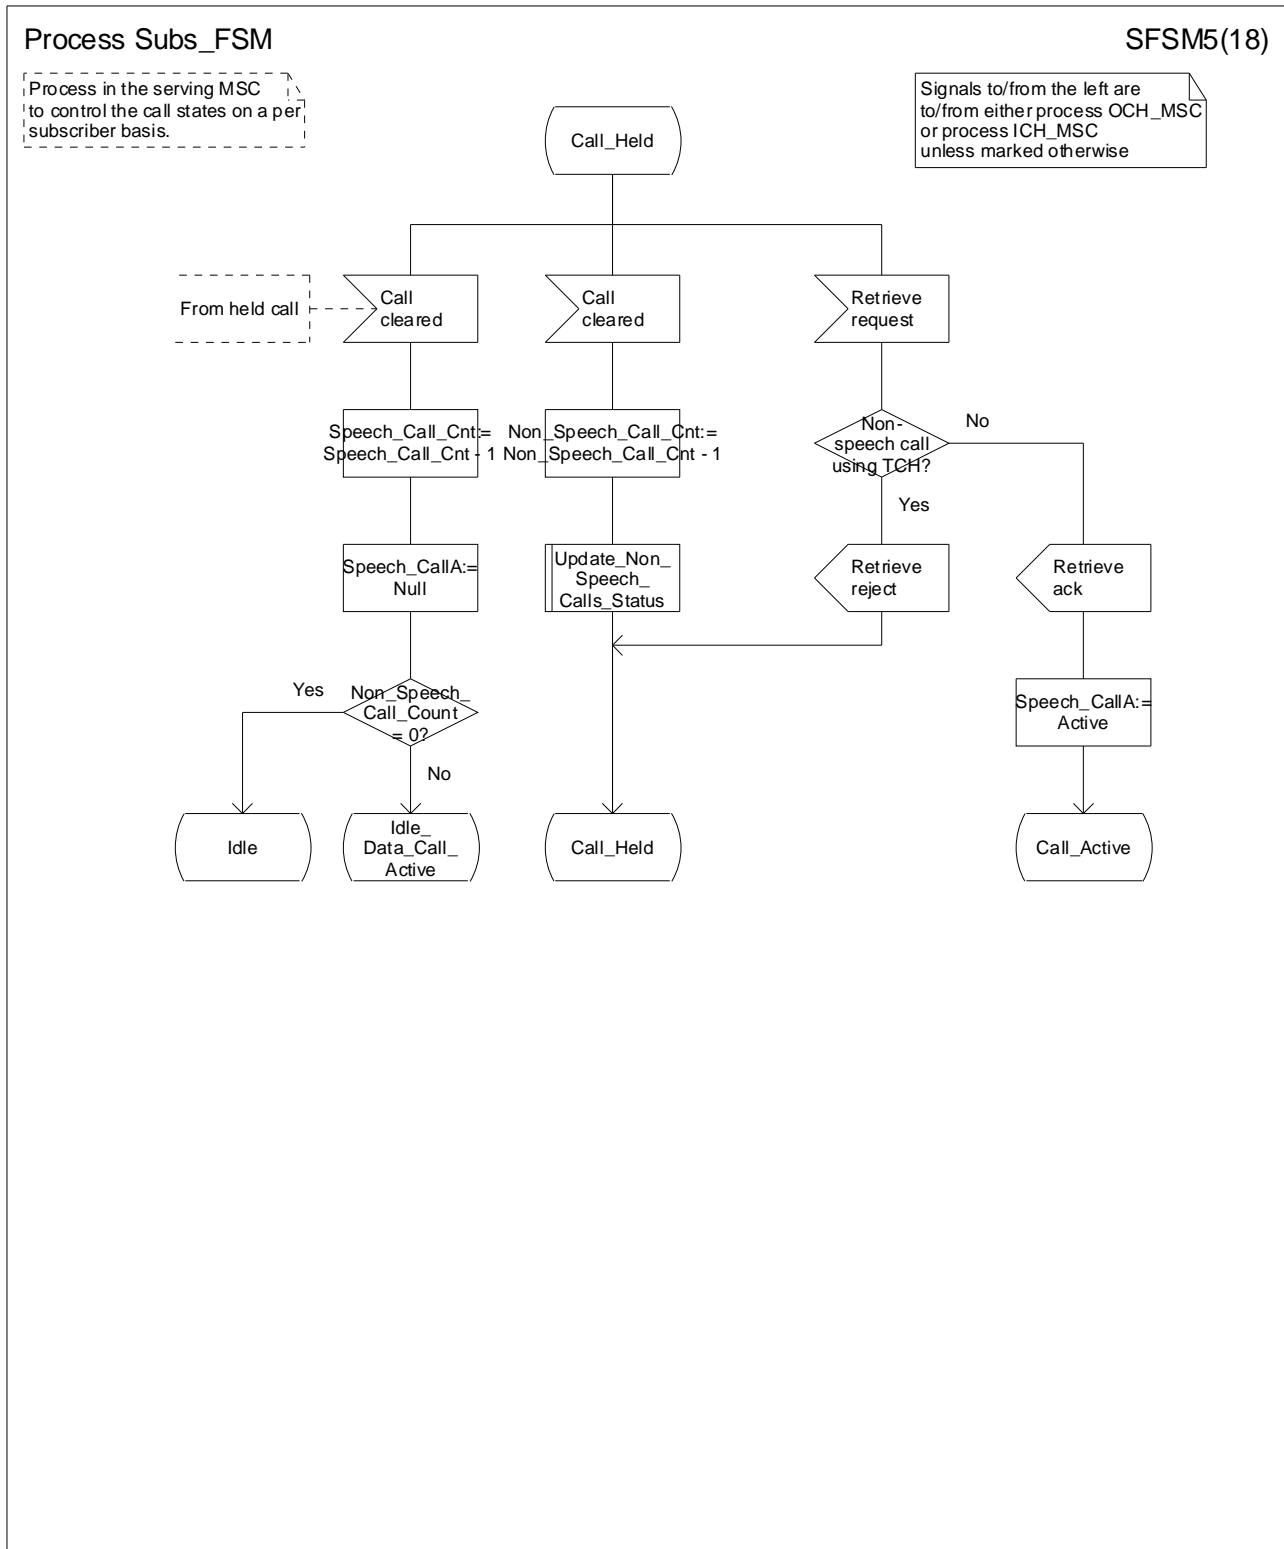 Process Subs_FSM
SFSM5(18)
Process in the serving MSC
to control the call states on a per
subscriber basis.
Signals to/from the left are
to/from either process OCH_MSC
or process ICH_MSC
unless marked otherwise
Call_Held
From held call
Call
cleared
Call
cleared
Retrieve
request
Speech_Call_Cnt:=
Speech_Call_Cnt - 1
Non_Speech_Call_Cnt:=
Non_Speech_Call_Cnt - 1
Non-
speech call
using TCH?
No
Yes
Speech_CallA:=
Null
Update_Non_
Speech_
Calls_Status
Retrieve
reject
Retrieve
ack
Yes
Non_Speech_
Call_Count
= 0?
No
Speech_CallA:=
Active
Idle
Idle_
Data_Call_
Active
Call_Held
Call_Active